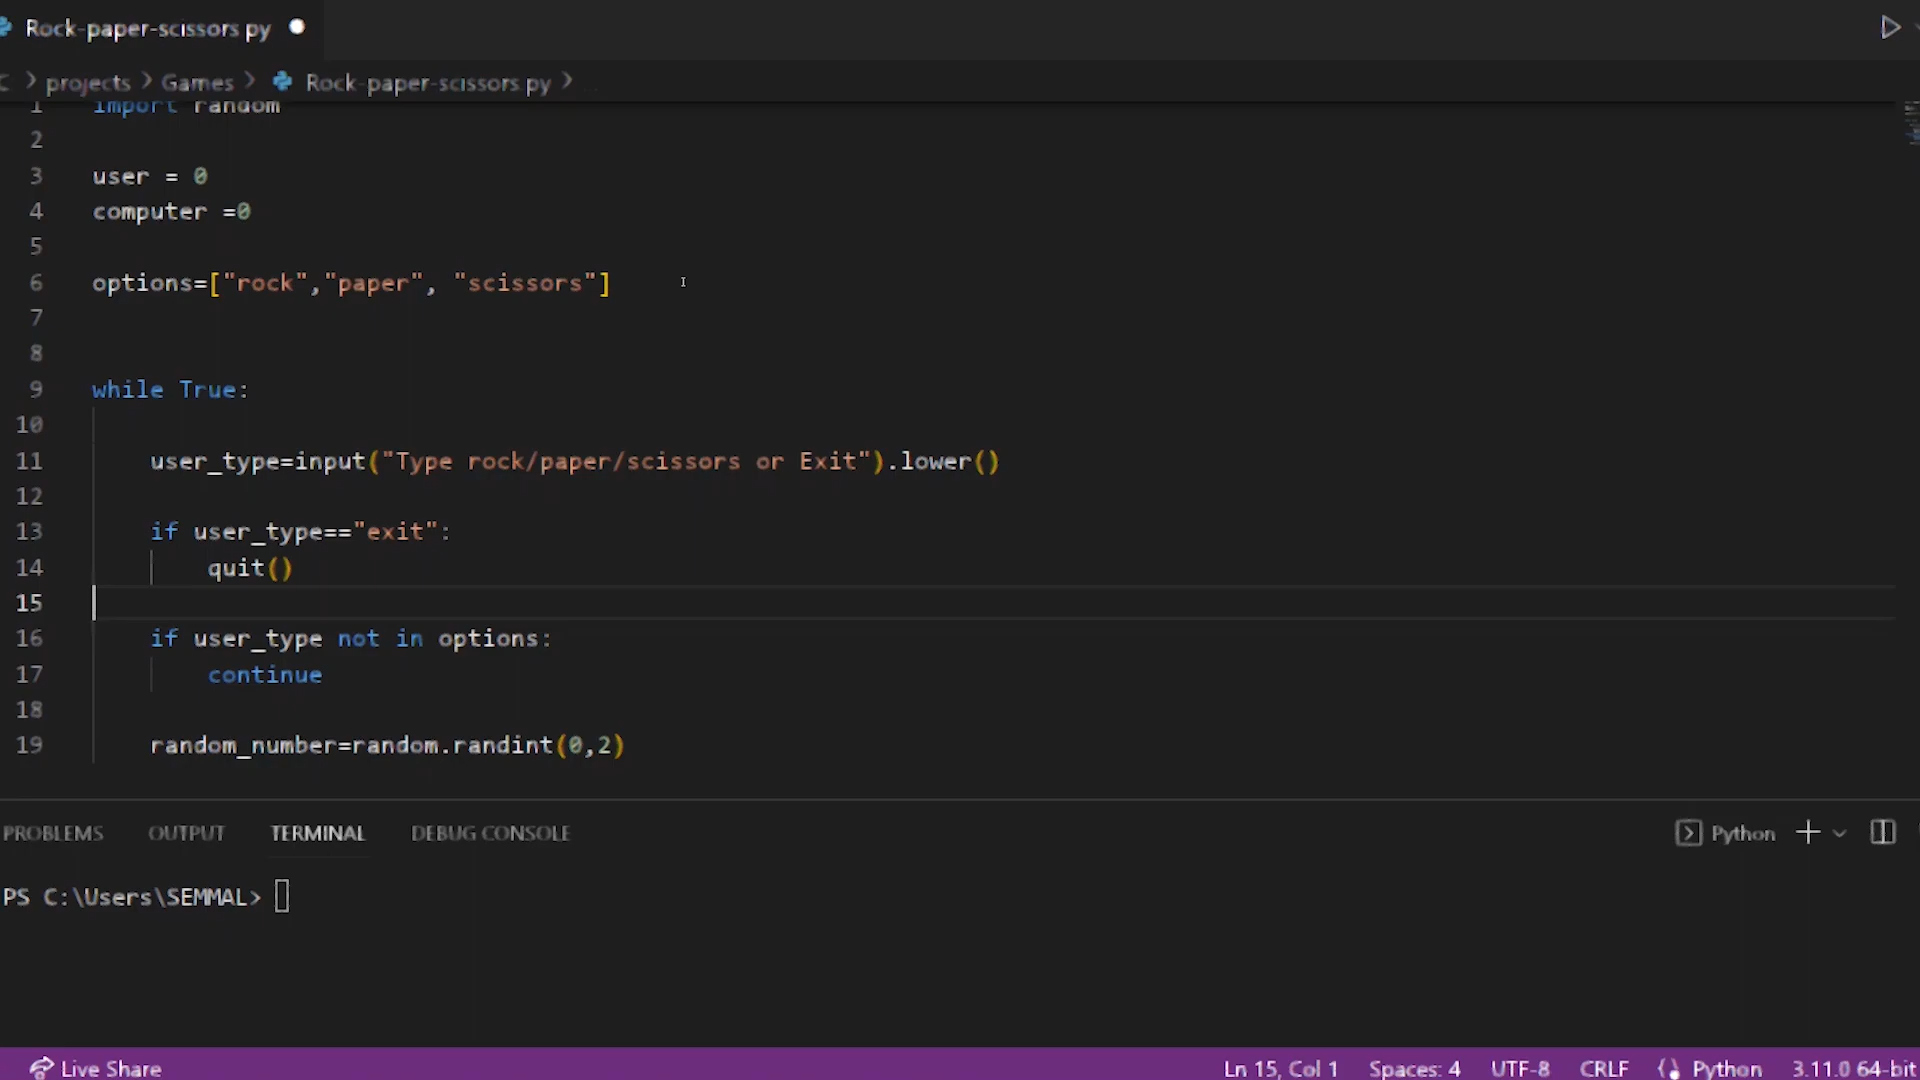 Rock-paper-scissors.py
C > projects > Games > Rock-paper-scissors.py >
1 import random
2
3 user = 0
4 computer =0
5
6 options=["rock","paper", "scissors"]
7
8
9 while True:
10
11 user_type=input("Type rock/paper/scissors or Exit").lower()
12
13 if user_type=="exit":
14 quit()
15
16 if user_type not in options:
17 continue
18
19 random_number=random.randint(0,2)
PROBLEMS OUTPUT TERMINAL DEBUG CONSOLE Python
PS C:\Users\SEMMAL>
Live Share Ln 15, Col 1 Spaces: 4 UTF-8 CRLF Python 3.11.0 64-bit